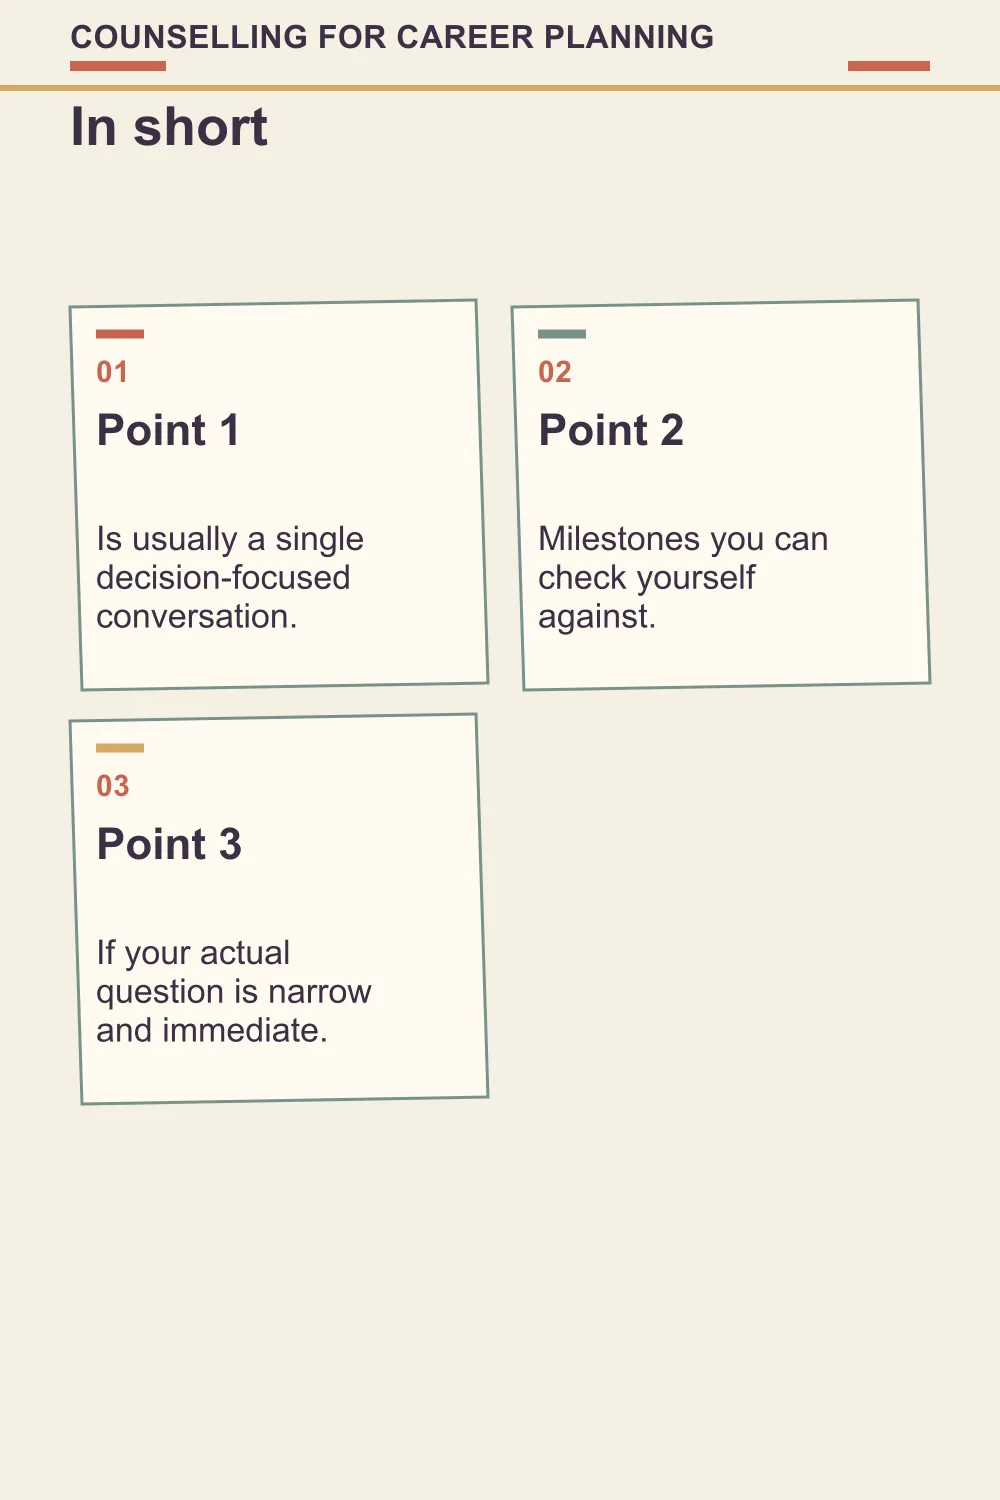 COUNSELLING FOR CAREER PLANNING
In short
01
Point 1
Is usually a single
decision-focused
conversation.
02
Point 2
Milestones you can
check yourself
against.
03
Point 3
If your actual
question is narrow
and immediate.